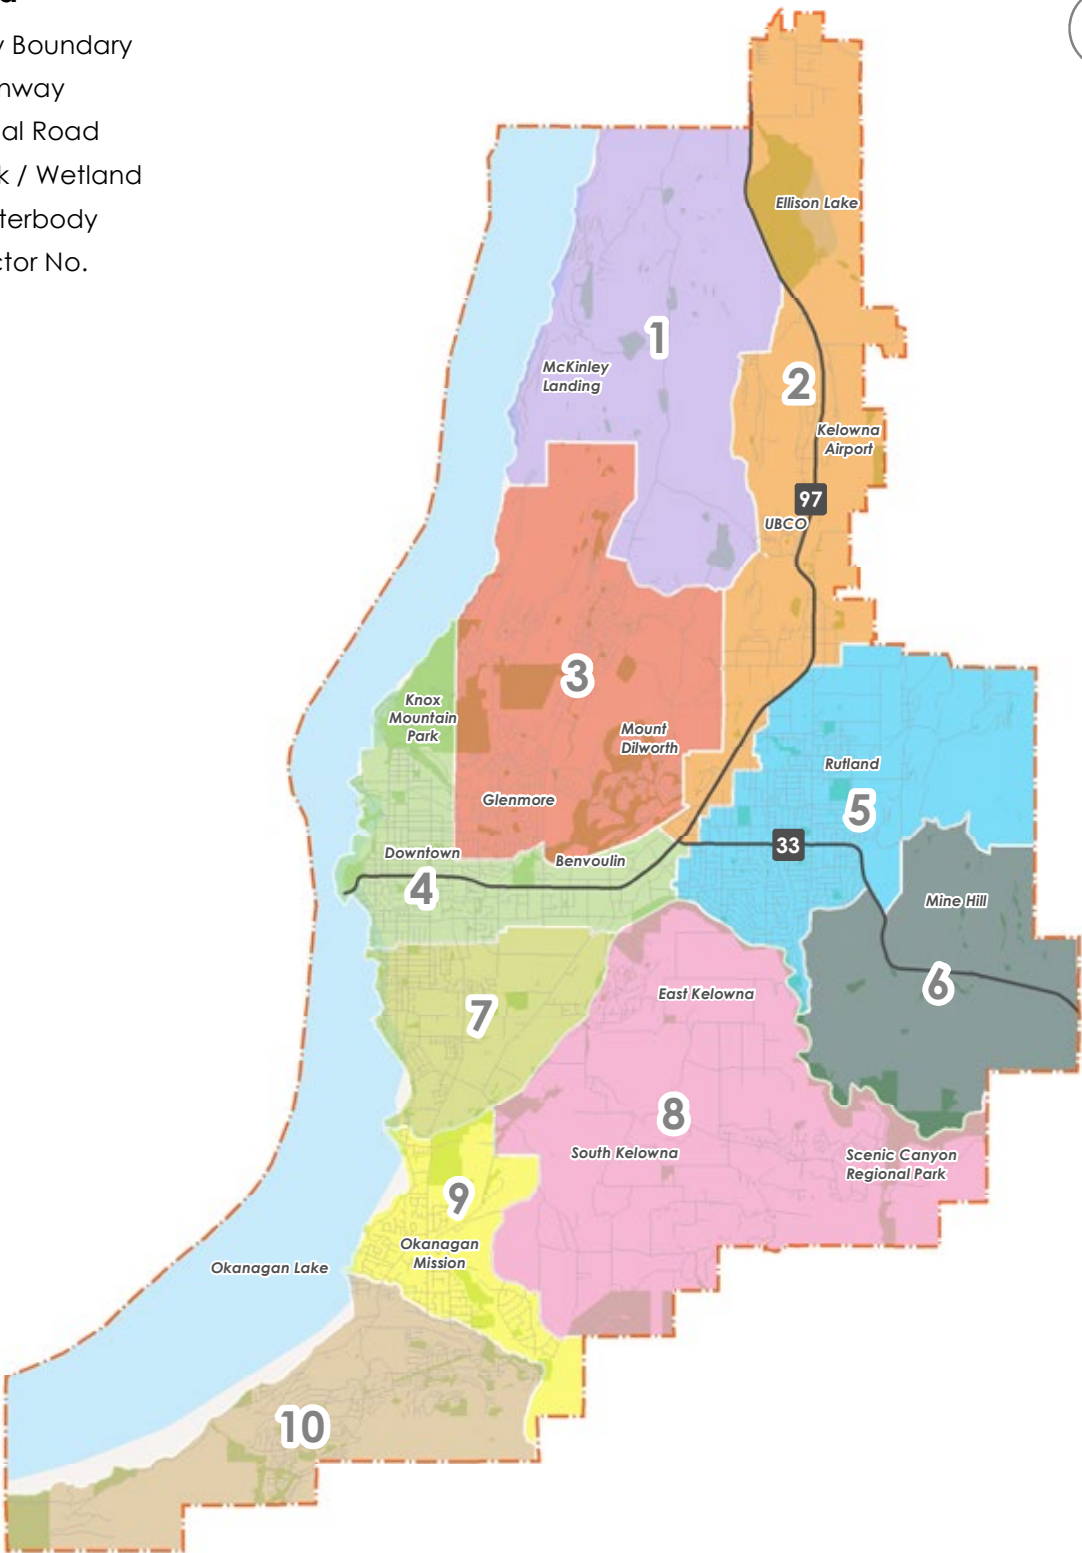 y Boundary
hway
al Road
k / Wetland
terbody
ctor No.
Ellison Lake
1
McKinley
Landing
2
Kelowna
Airport
97
UBCO
3
Knox
Mountain
Park
Mount
Dilworth
Rutland
Glenmore
5
33
Downtown
Benvoulin
4
Mine Hill
6
East Kelowna
7
8
South Kelowna
Scenic Canyon
Regional Park
9
Okanagan
Mission
Okanagan Lake
10